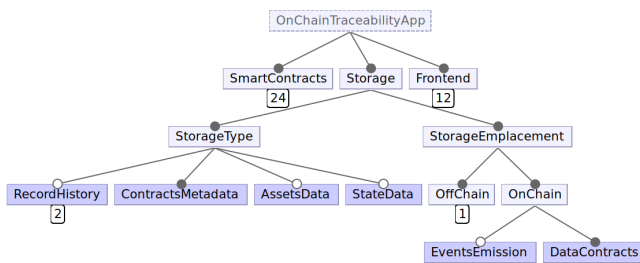 OnChainTraceabilityApp
SmartContracts Storage Frontend
24 12
StorageType StorageEmplacement
RecordHistory ContractsMetadata AssetsData StateData OffChain OnChain
2 1
EventsEmission DataContracts